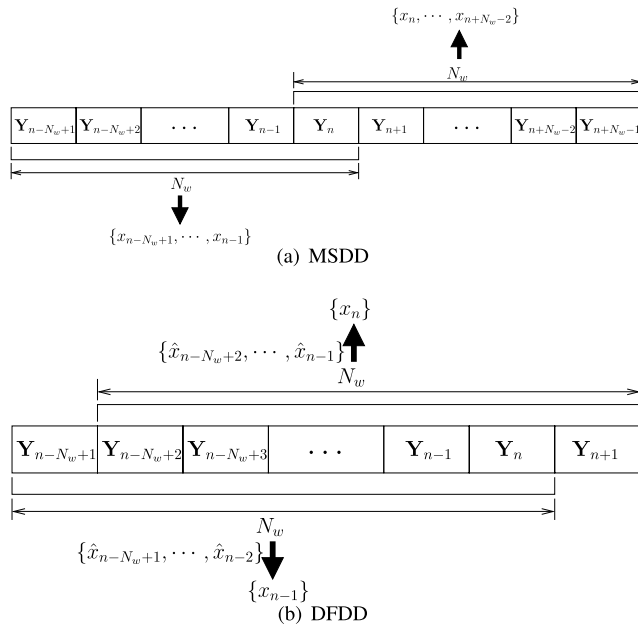 {x_n, ⋯ , x_{n+N_w-2}}
N_w
Y_{n-N_w+1} Y_{n-N_w+2} ⋯ Y_{n-1} Y_n Y_{n+1} ⋯ Y_{n+N_w-2} Y_{n+N_w-1}
N_w
{x_{n-N_w+1}, ⋯ , x_{n-1}}
(a) MSDD
{x_n}
{x̂_{n-N_w+2}, ⋯ , x̂_{n-1}}
N_w
Y_{n-N_w+1} Y_{n-N_w+2} Y_{n-N_w+3} ⋯ Y_{n-1} Y_n Y_{n+1}
N_w
{x̂_{n-N_w+1}, ⋯ , x̂_{n-2}}
{x_{n-1}}
(b) DFDD